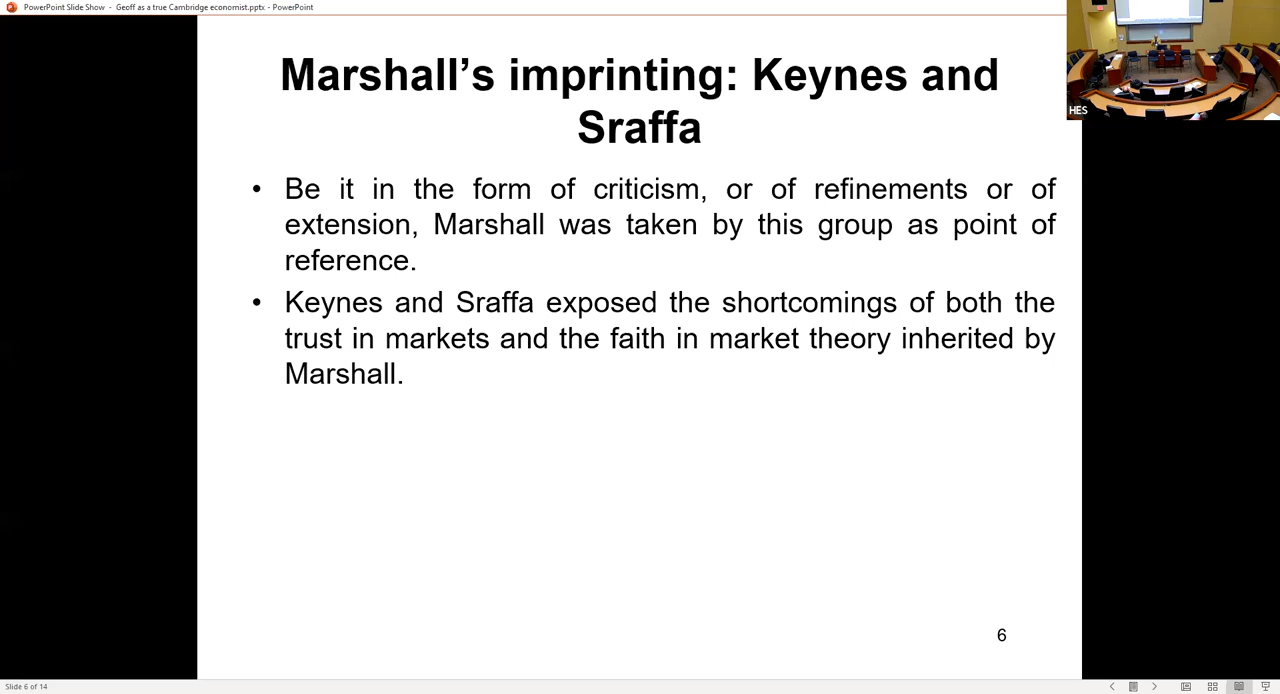 PowerPoint Slide Show - Geoff as a true Cambridge economist.pptx - PowerPoint
HES
Marshall’s imprinting: Keynes and
Sraffa
• Be it in the form of criticism, or of refinements or of
extension, Marshall was taken by this group as point of
reference.
• Keynes and Sraffa exposed the shortcomings of both the
trust in markets and the faith in market theory inherited by
Marshall.
6
Slide 6 of 14